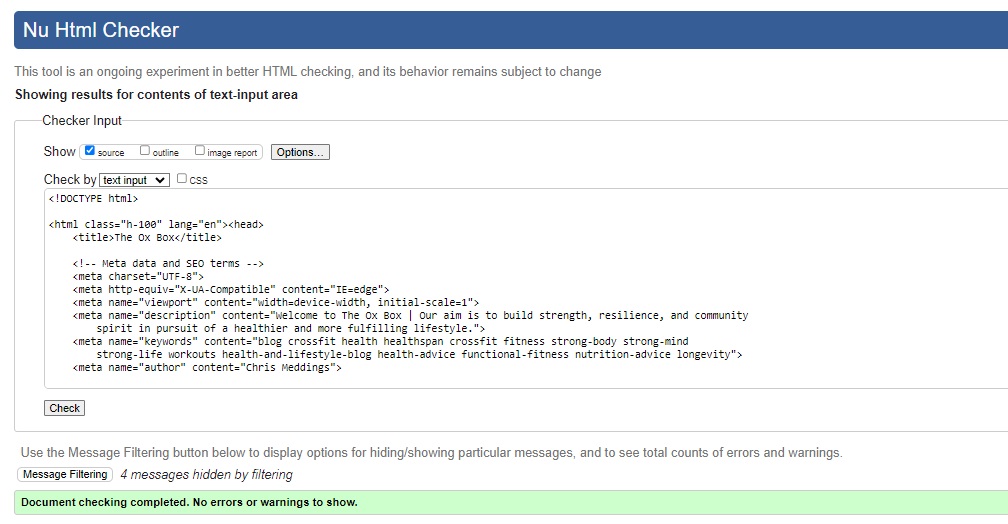 Nu Html Checker
This tool is an ongoing experiment in better HTML checking, and its behavior remains subject to change
Showing results for contents of text-input area
Checker Input
Show source outline image report Options...
Check by text input css
<!DOCTYPE html>
<html class="h-100" lang="en"><head>
<title>The Ox Box</title>
<!-- Meta data and SEO terms -->
<meta charset="UTF-8">
<meta http-equiv="X-UA-Compatible" content="IE=edge">
<meta name="viewport" content="width=device-width, initial-scale=1">
<meta name="description" content="Welcome to The Ox Box | Our aim is to build strength, resilience, and community
spirit in pursuit of a healthier and more fulfilling lifestyle.">
<meta name="keywords" content="blog crossfit health healthspan crossfit fitness strong-body strong-mind
strong-life workouts health-and-lifestyle-blog health-advice functional-fitness nutrition-advice longevity">
<meta name="author" content="Chris Meddings">
Check
Use the Message Filtering button below to display options for hiding/showing particular messages, and to see total counts of errors and warnings.
Message Filtering 4 messages hidden by filtering
Document checking completed. No errors or warnings to show.